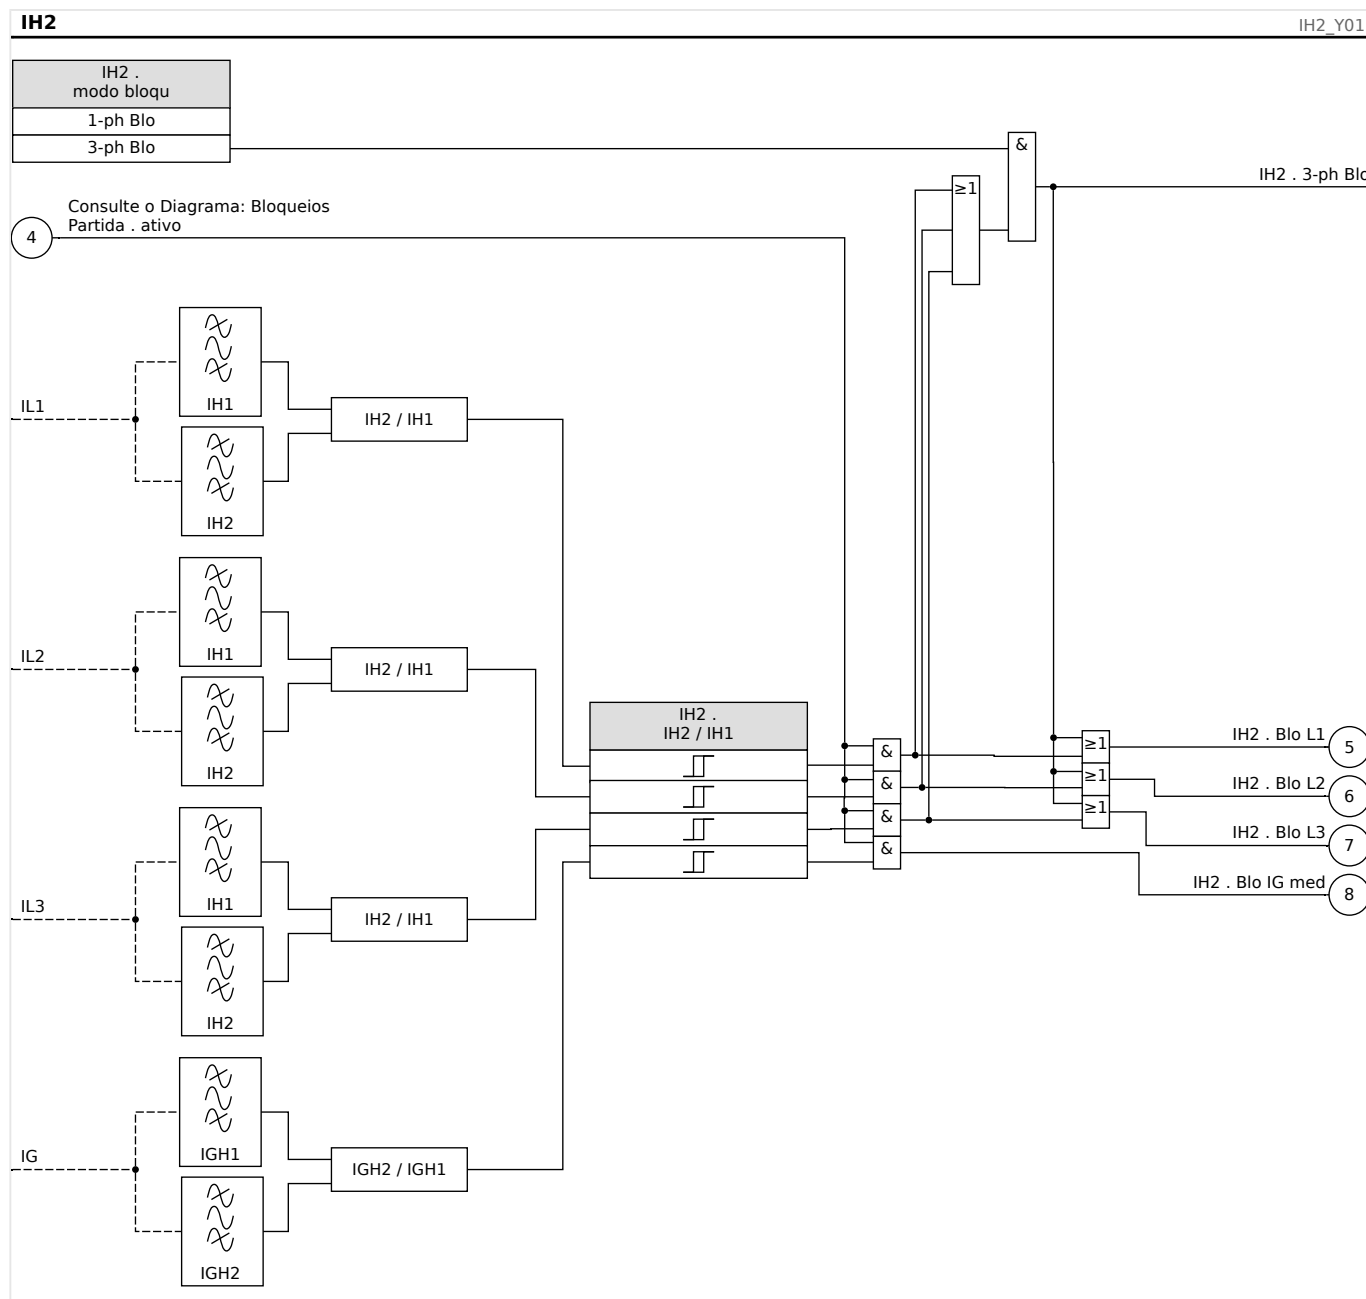 IH2
IH2_Y01
IH2 .
modo bloqu
1-ph Blo
3-ph Blo
&
IH2 . 3-ph Blo
≥1
Consulte o Diagrama: Bloqueios
Partida . ativo
4
IH1
IL1
IH2 / IH1
IH2
IH1
IL2
IH2 / IH1
IH2
IH2 .
IH2 / IH1
&
&
&
&
≥1
≥1
≥1
IH2 . Blo L1
5
IH2 . Blo L2
6
IH2 . Blo L3
7
IH2 . Blo IG med
8
IH1
IL3
IH2 / IH1
IH2
IGH1
IG
IGH2 / IGH1
IGH2